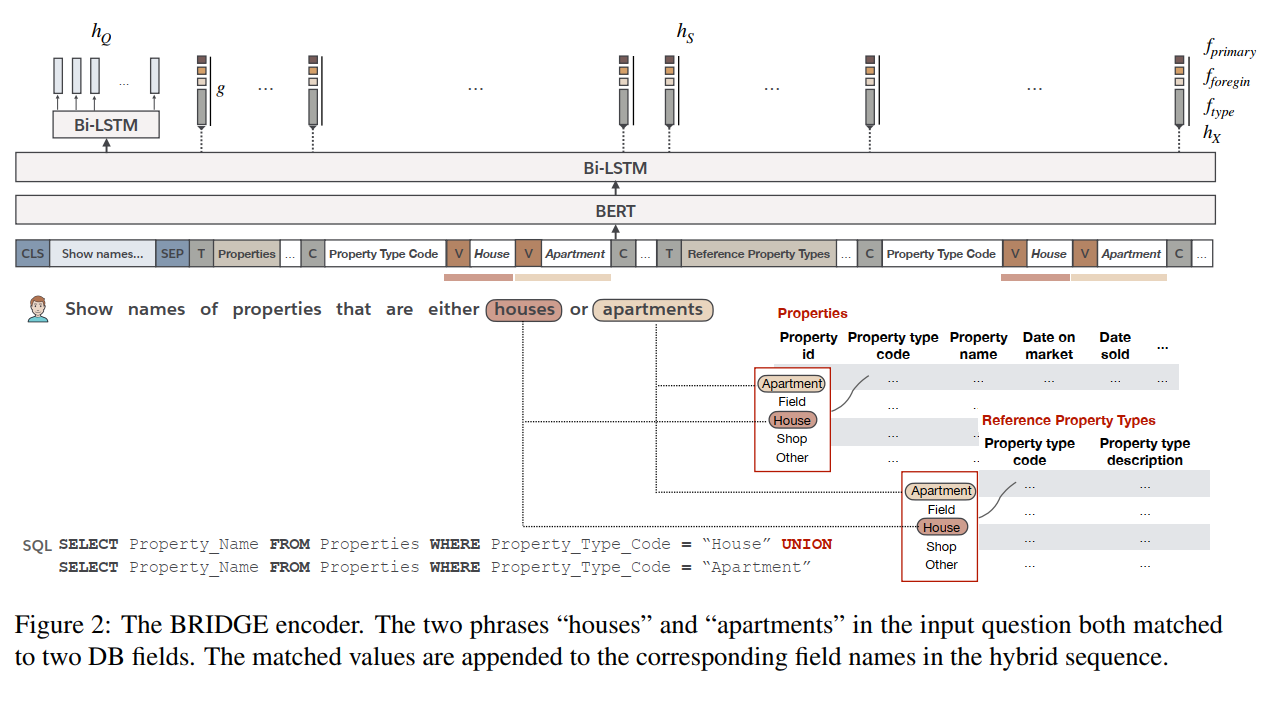 h_Q
h_S
f_primary
g
... ... ... ... ...
f_foregin
f_type
Bi-LSTM
h_X
Bi-LSTM
BERT
CLS Show names... SEP T Properties ... C Property Type Code V House V Apartment C ... T Reference Property Types ... C Property Type Code V House V Apartment C ...
Show names of properties that are either houses or apartments
Properties
Property id
Property type code
Property name
Date on market
Date sold
...
... ... ... ... ...
Apartment
Field
House
Shop
Other
... ..
... ..
... ..
Reference Property Types
Property type code
Property type description
... ...
... ...
... ...
... ...
Apartment
Field
House
Shop
Other
SQL SELECT Property_Name FROM Properties WHERE Property_Type_Code = “House” UNION
SELECT Property_Name FROM Properties WHERE Property_Type_Code = “Apartment”
Figure 2: The BRIDGE encoder. The two phrases “houses” and “apartments” in the input question both matched
to two DB fields. The matched values are appended to the corresponding field names in the hybrid sequence.